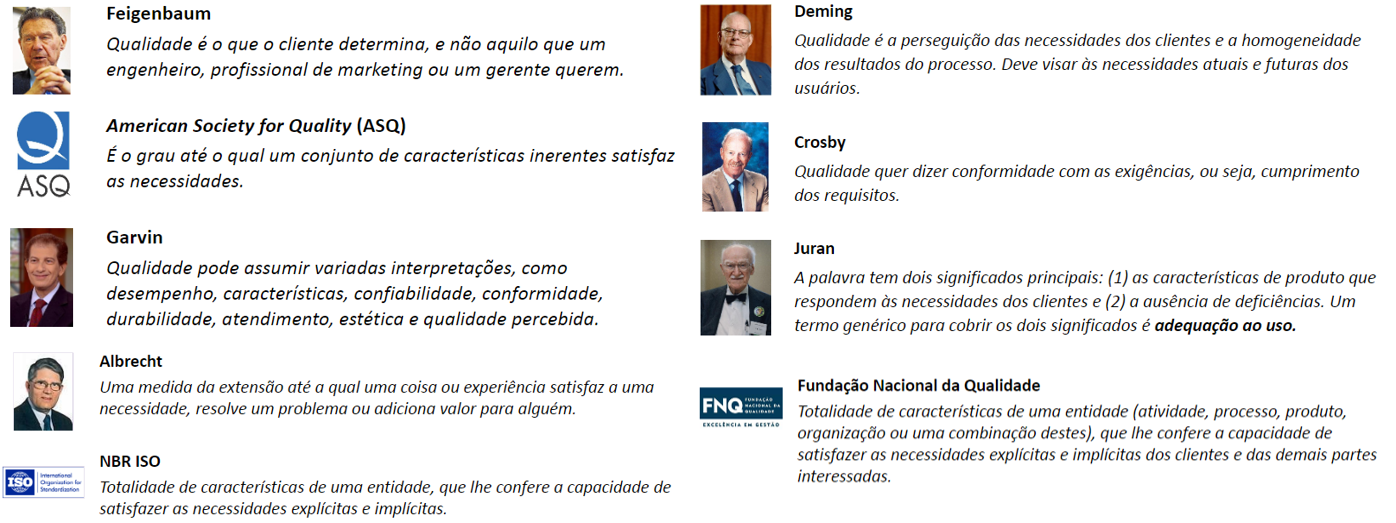 Feigenbaum
Qualidade é o que o cliente determina, e não aquilo que um
engenheiro, profissional de marketing ou um gerente querem.
ASQ
American Society for Quality (ASQ)
É o grau até o qual um conjunto de características inerentes satisfaz
as necessidades.
Garvin
Qualidade pode assumir variadas interpretações, como
desempenho, características, confiabilidade, conformidade,
durabilidade, atendimento, estética e qualidade percebida.
Albrecht
Uma medida da extensão até a qual uma coisa ou experiência satisfaz a uma
necessidade, resolve um problema ou adiciona valor para alguém.
ISO
International
Organization for
Standardization
NBR ISO
Totalidade de características de uma entidade, que lhe confere a capacidade de
satisfazer as necessidades explícitas e implícitas.
Deming
Qualidade é a perseguição das necessidades dos clientes e a homogeneidade
dos resultados do processo. Deve visar às necessidades atuais e futuras dos
usuários.
Crosby
Qualidade quer dizer conformidade com as exigências, ou seja, cumprimento
dos requisitos.
Juran
A palavra tem dois significados principais: (1) as características de produto que
respondem às necessidades dos clientes e (2) a ausência de deficiências. Um
termo genérico para cobrir os dois significados é adequação ao uso.
FNQ
FUNDAÇÃO
NACIONAL DA
QUALIDADE
EXCELÊNCIA EM GESTÃO
Fundação Nacional da Qualidade
Totalidade de características de uma entidade (atividade, processo, produto,
organização ou uma combinação destes), que lhe confere a capacidade de
satisfazer as necessidades explícitas e implícitas dos clientes e das demais partes
interessadas.